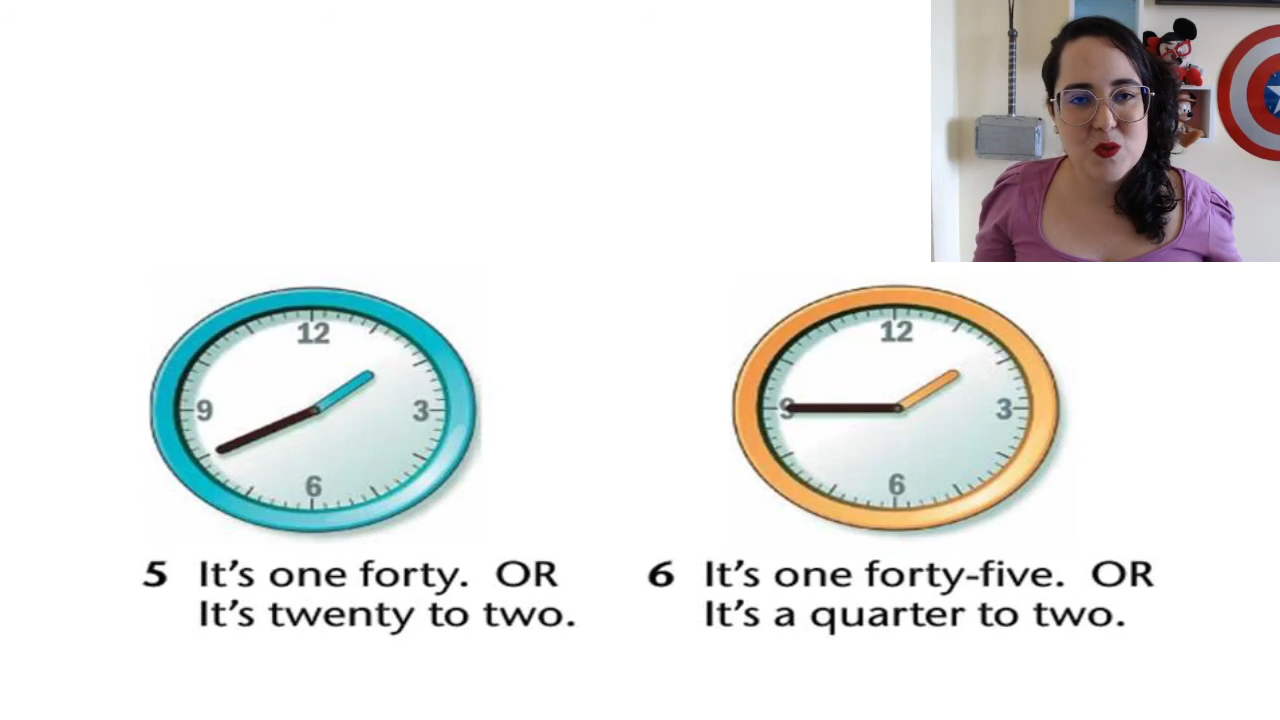 12
9
3
6
12
9
3
6
5 It's one forty. OR
It's twenty to two.
6 It's one forty-five. OR
It's a quarter to two.